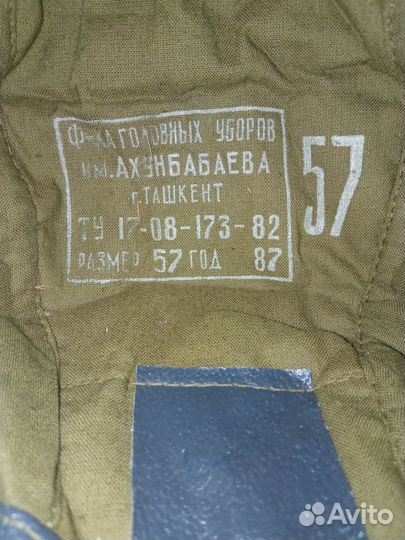 Ф-КА ГОЛОВНЫХ УБОРОВ
ИМ. АХУНБАБАЕВА
г. ТАШКЕНТ
ТУ 17-08-173-82
РАЗМЕР 57 ГОД 87
57
Avito